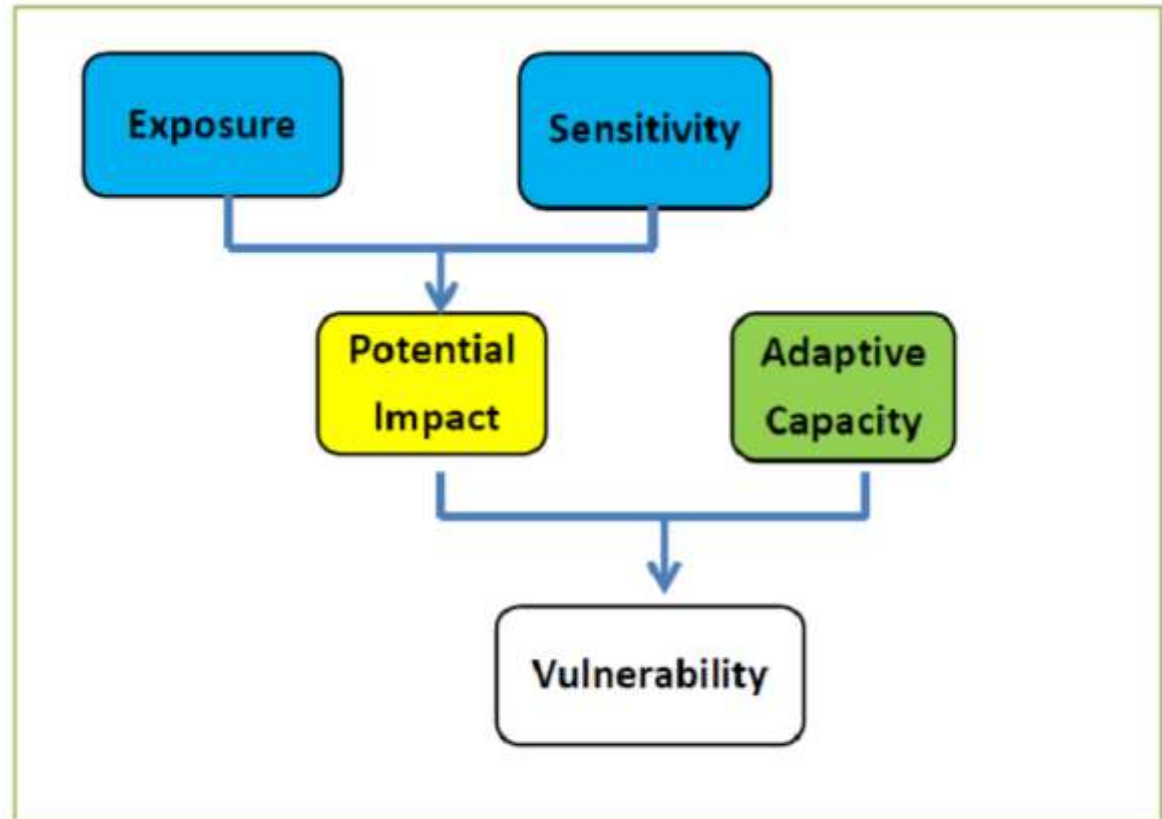 Exposure
Sensitivity
Potential
Impact
Adaptive
Capacity
Vulnerability